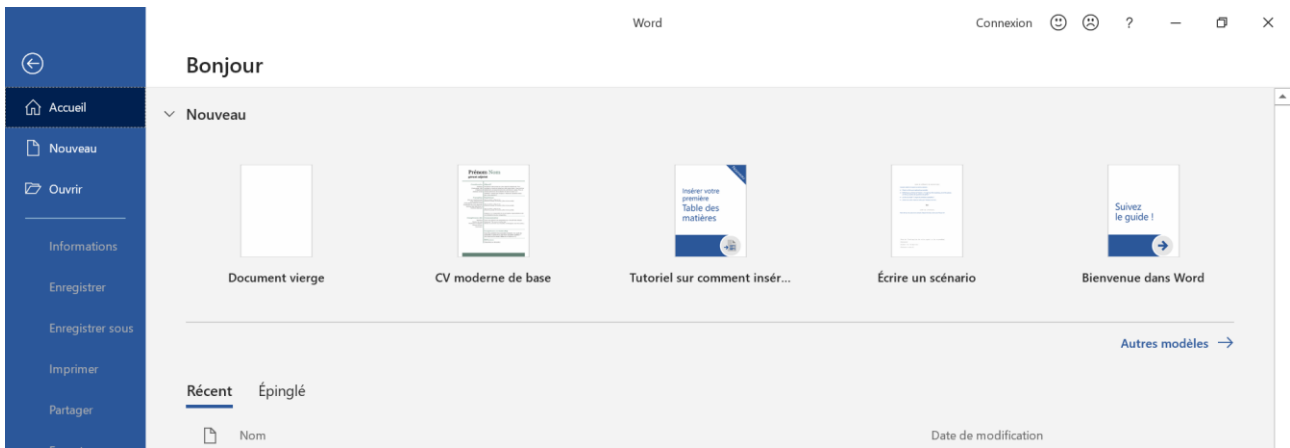 Word
Connexion
?
Bonjour
Accueil
Nouveau
Nouveau
Ouvrir
Prénom Nom
Insérer votre
première
Table des
matières
Suivez
le guide !
Document vierge
CV moderne de base
Tutoriel sur comment insér...
Écrire un scénario
Bienvenue dans Word
Informations
Enregistrer
Enregistrer sous
Imprimer
Partager
Autres modèles
Récent
Épinglé
Nom
Date de modification